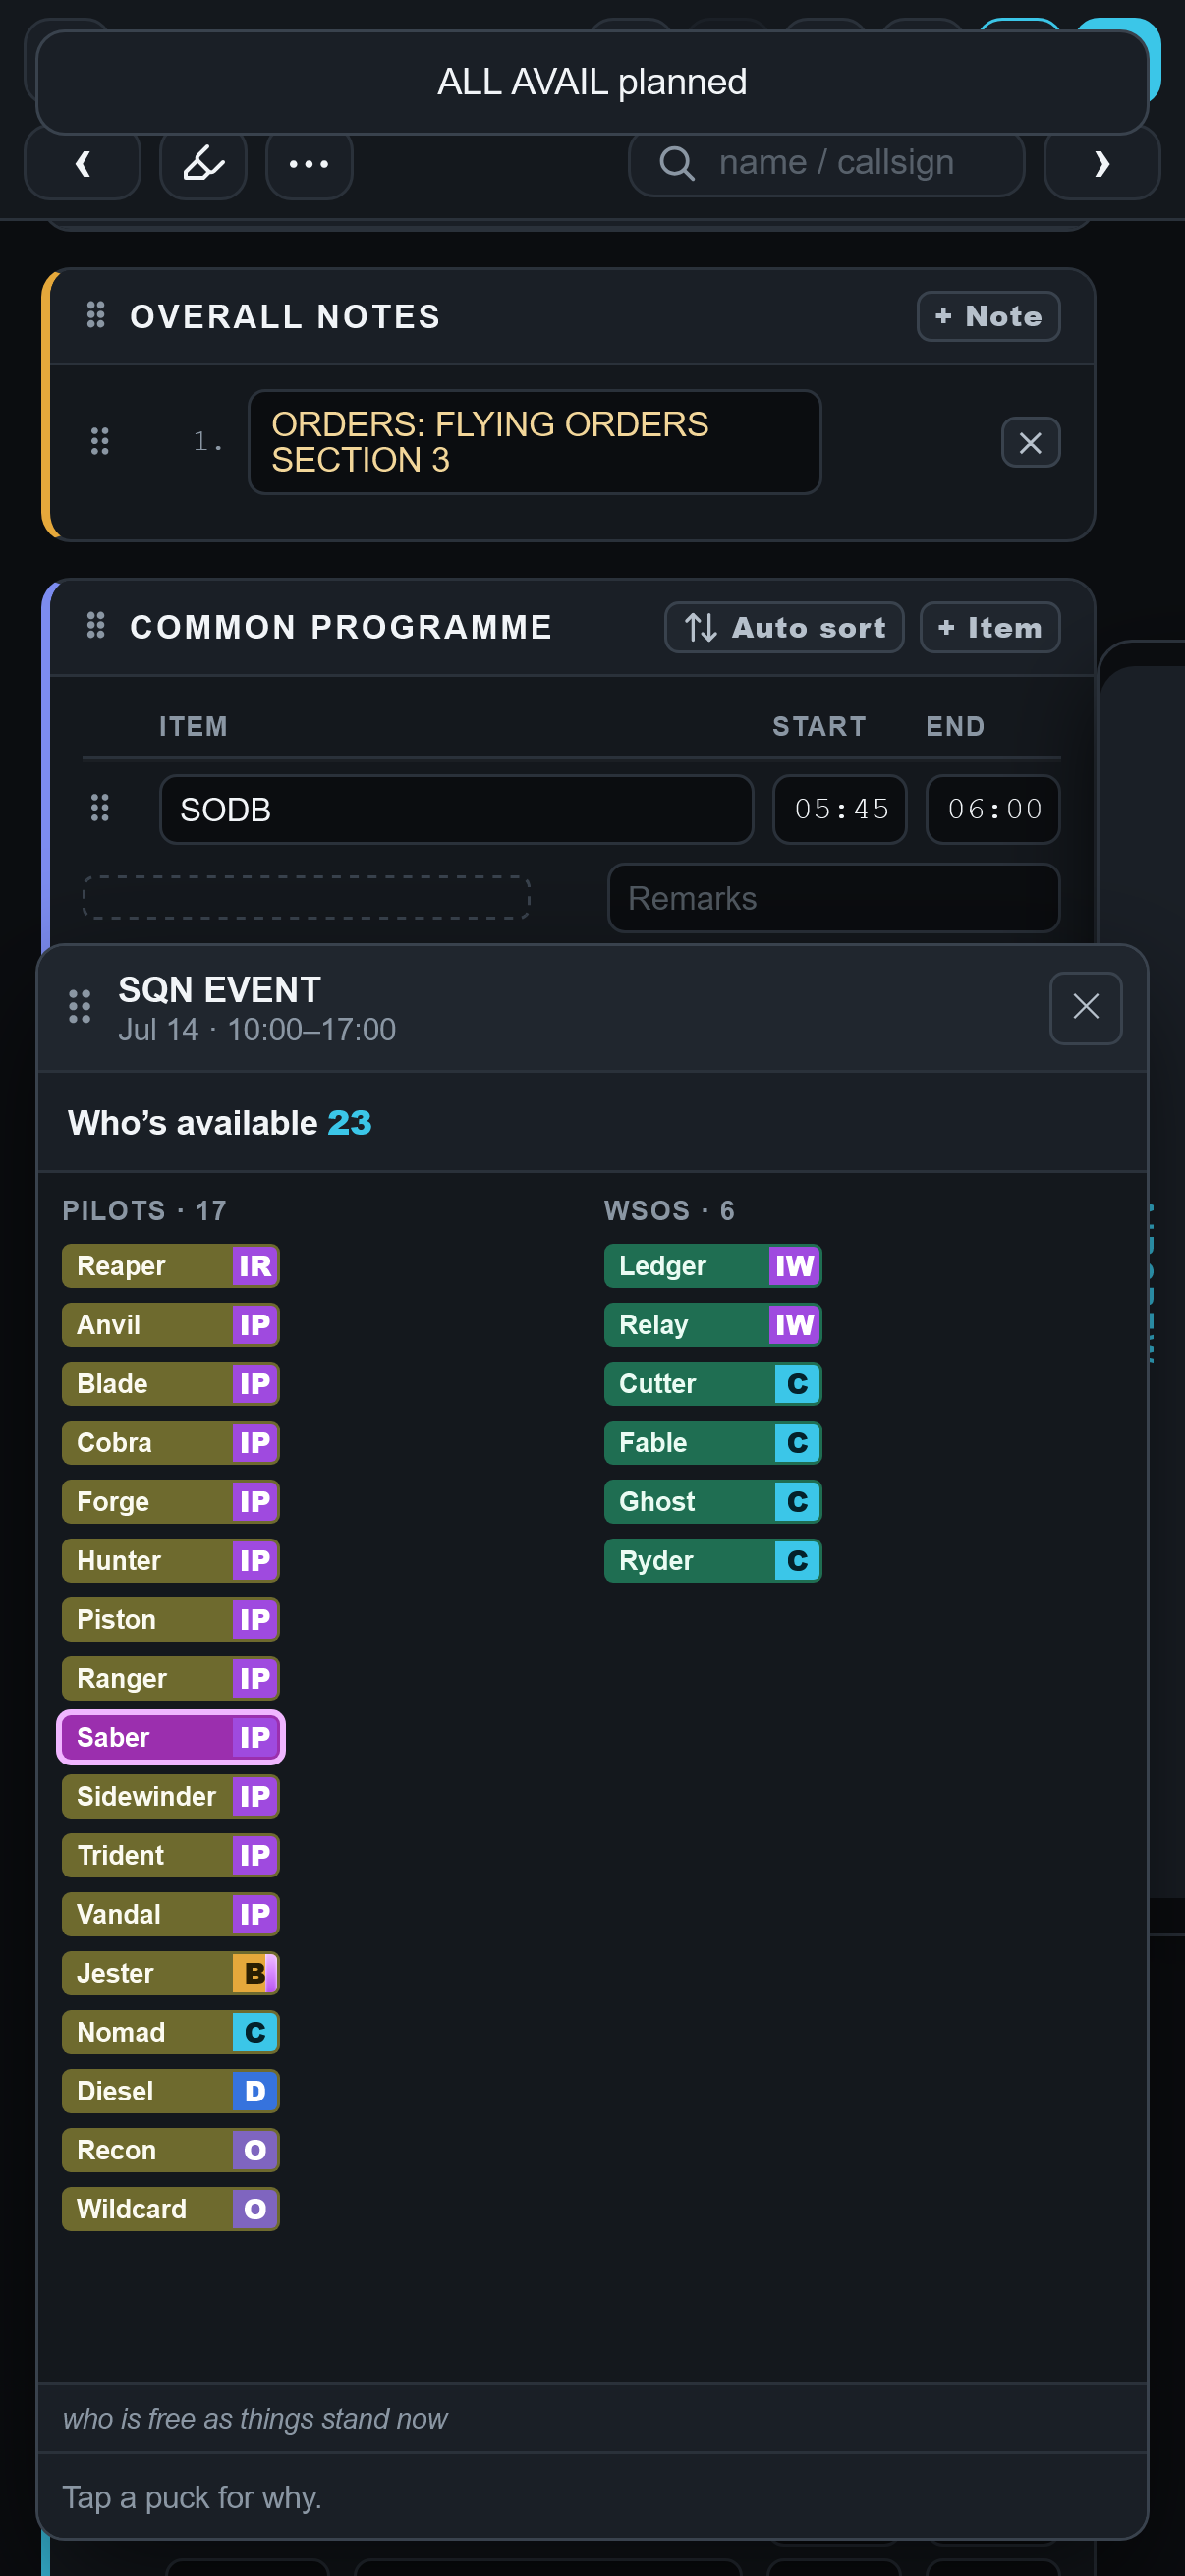 ALL AVAIL planned
name / callsign
OVERALL NOTES
+ Note
1.
ORDERS: FLYING ORDERS
SECTION 3
COMMON PROGRAMME
Auto sort
+ Item
ITEM START END
SODB 05:45 06:00
Remarks
SQN EVENT
Jul 14 · 10:00–17:00
Who’s available 23
PILOTS · 17
Reaper IR
Anvil IP
Blade IP
Cobra IP
Forge IP
Hunter IP
Piston IP
Ranger IP
Saber IP
Sidewinder IP
Trident IP
Vandal IP
Jester B
Nomad C
Diesel D
Recon O
Wildcard O
WSOS · 6
Ledger IW
Relay IW
Cutter C
Fable C
Ghost C
Ryder C
who is free as things stand now
Tap a puck for why.